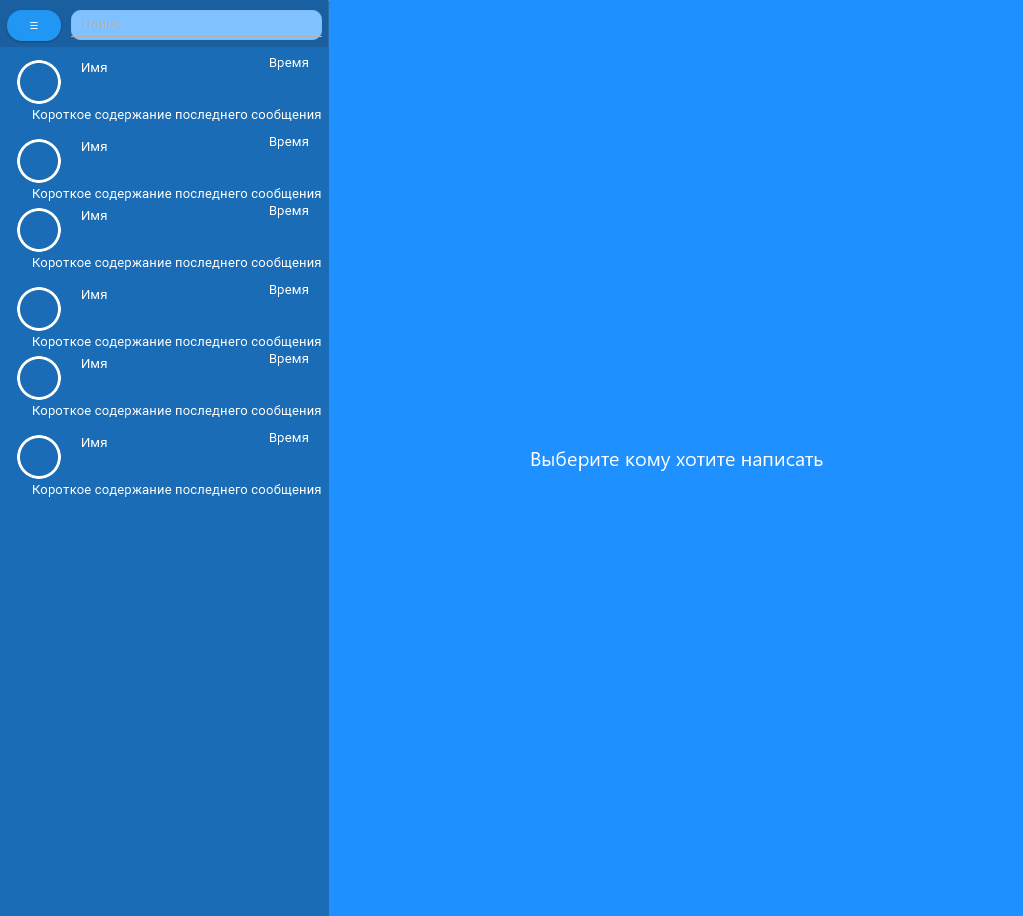 Поиск
Имя
Время
Короткое содержание последнего сообщения
Имя
Время
Короткое содержание последнего сообщения
Имя
Время
Короткое содержание последнего сообщения
Имя
Время
Короткое содержание последнего сообщения
Имя
Время
Короткое содержание последнего сообщения
Имя
Время
Короткое содержание последнего сообщения
Выберите кому хотите написать